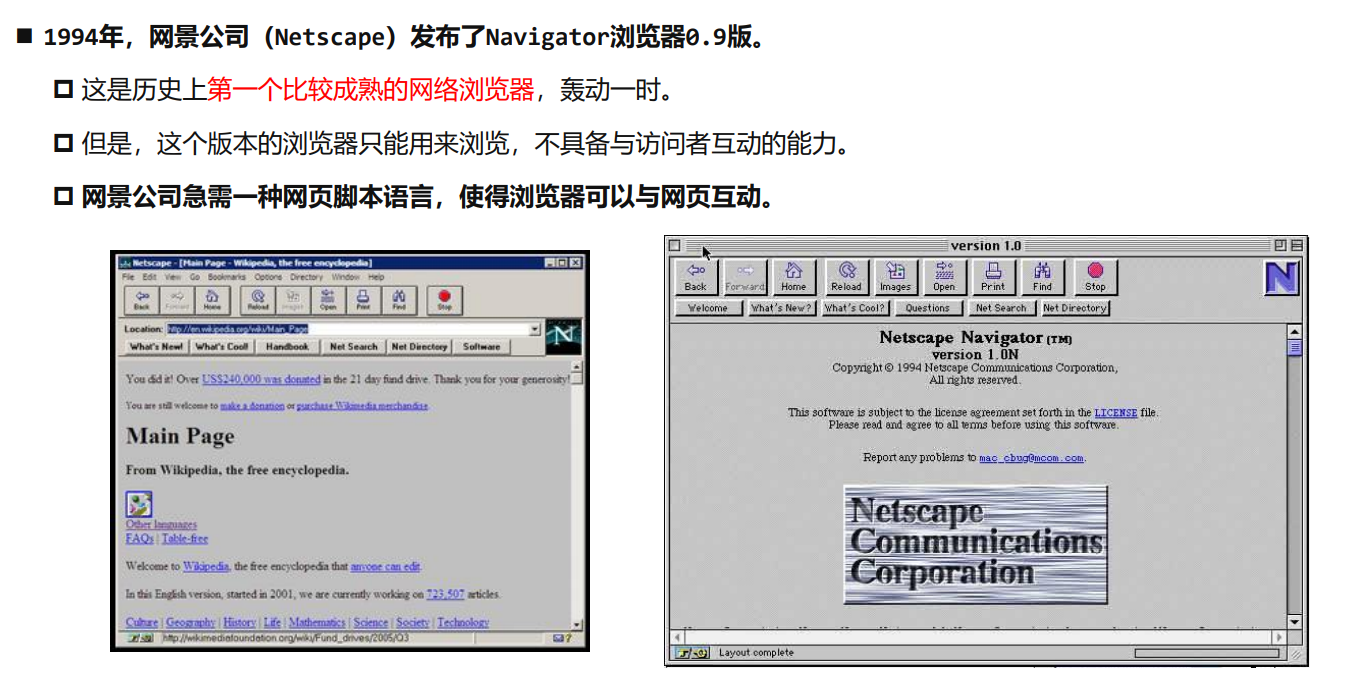 1994年，网景公司（Netscape）发布了Navigator浏览器0.9版。
这是历史上第一个比较成熟的网络浏览器，轰动一时。
但是，这个版本的浏览器只能用来浏览，不具备与访问者互动的能力。
网景公司急需一种网页脚本语言，使得浏览器可以与网页互动。
Netscape - [Main Page - Wikipedia, the free encyclopedia]
File Edit View Go Bookmarks Options Directory Window Help
Back Forward Home Reload Images Open Print Find Stop
Location: http://en.wikipedia.org/wiki/Main_Page
N
What's New! What's Cool! Handbook Net Search Net Directory Software
You did it! Over US$240,000 was donated in the 21 day fund drive. Thank you for your generosity!
You are still welcome to make a donation or purchase Wikimedia merchandise.
Main Page
From Wikipedia, the free encyclopedia.
Other languages
FAQs | Table-free
Welcome to Wikipedia, the free encyclopedia that anyone can edit.
In this English version, started in 2001, we are currently working on 723,507 articles.
Culture | Geography | History | Life | Mathematics | Science | Society | Technology
http://wikimediafoundation.org/wiki/Fund_drives/2005/Q3
version 1.0
Back Forward Home Reload Images Open Print Find Stop
N
Welcome What's New? What's Cool? Questions Net Search Net Directory
Netscape Navigator (TM)
version 1.0N
Copyright © 1994 Netscape Communications Corporation,
All rights reserved.
This software is subject to the license agreement set forth in the LICENSE file.
Please read and agree to all terms before using this software.
Report any problems to mac_cbug@mcom.com.
Netscape
Communications
Corporation
Layout complete